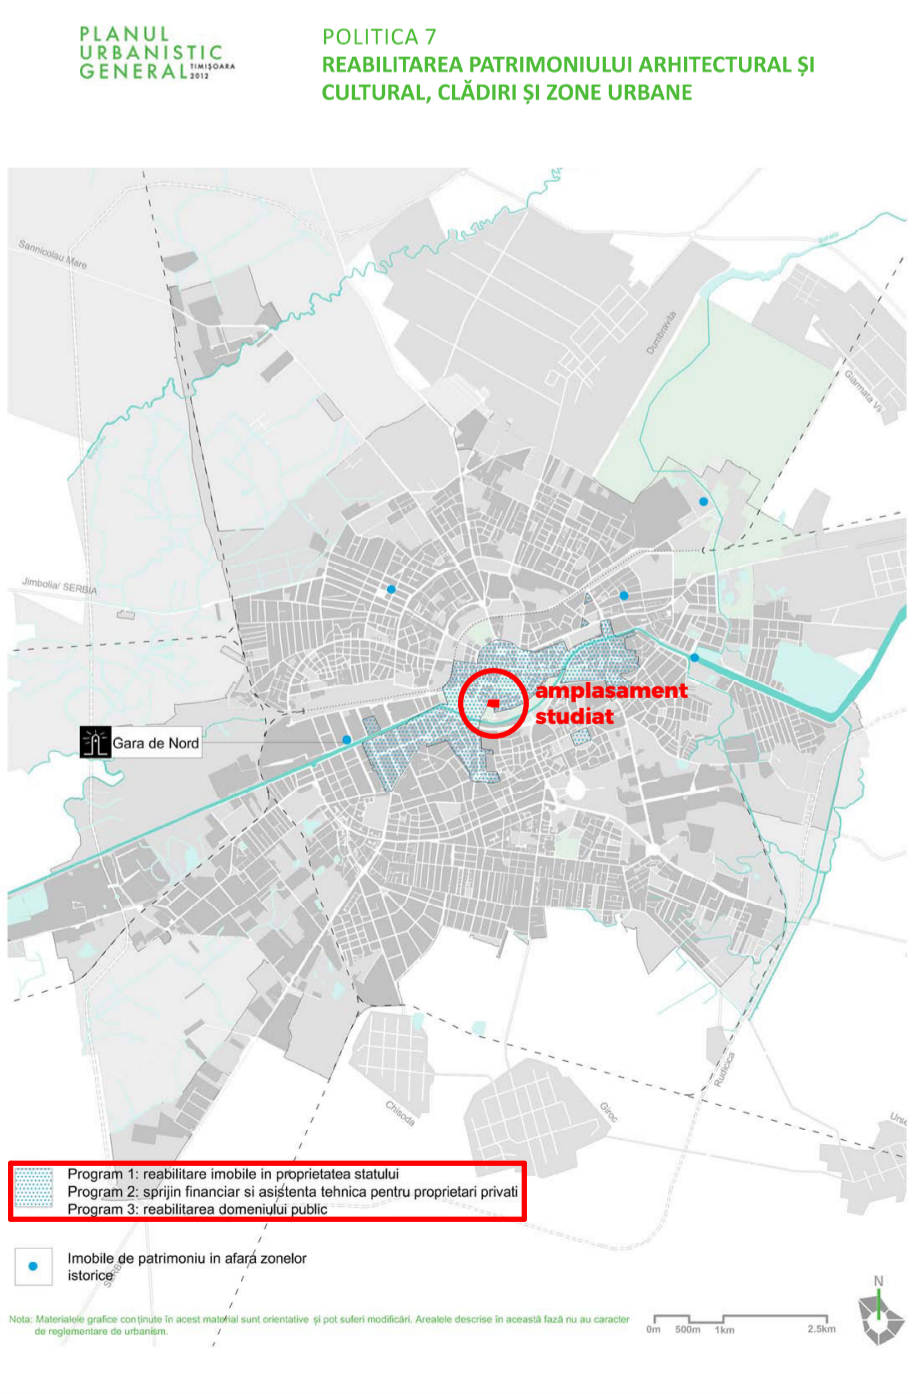 PLANUL
URBANISTIC
GENERAL TIMIȘOARA 2012
POLITICA 7
REABILITAREA PATRIMONIULUI ARHITECTURAL ȘI
CULTURAL, CLĂDIRI ȘI ZONE URBANE
Sannicolau Mare
Dumbravita
Giarmata Vii
Jimbolia/ SERBIA
amplasament
studiat
Gara de Nord
Chisoda
Giroc
Rudicica
Program 1: reabilitare imobile in proprietatea statului
Program 2: sprijin financiar si asistenta tehnica pentru proprietari privati
Program 3: reabilitarea domeniului public
Imobile de patrimoniu in afara zonelor
istorice
N
Nota: Materialele grafice conținute în acest material sunt orientative și pot suferi modificări. Arealele descrise în această fază nu au caracter
de reglementare de urbanism.
0m 500m 1km 2.5km